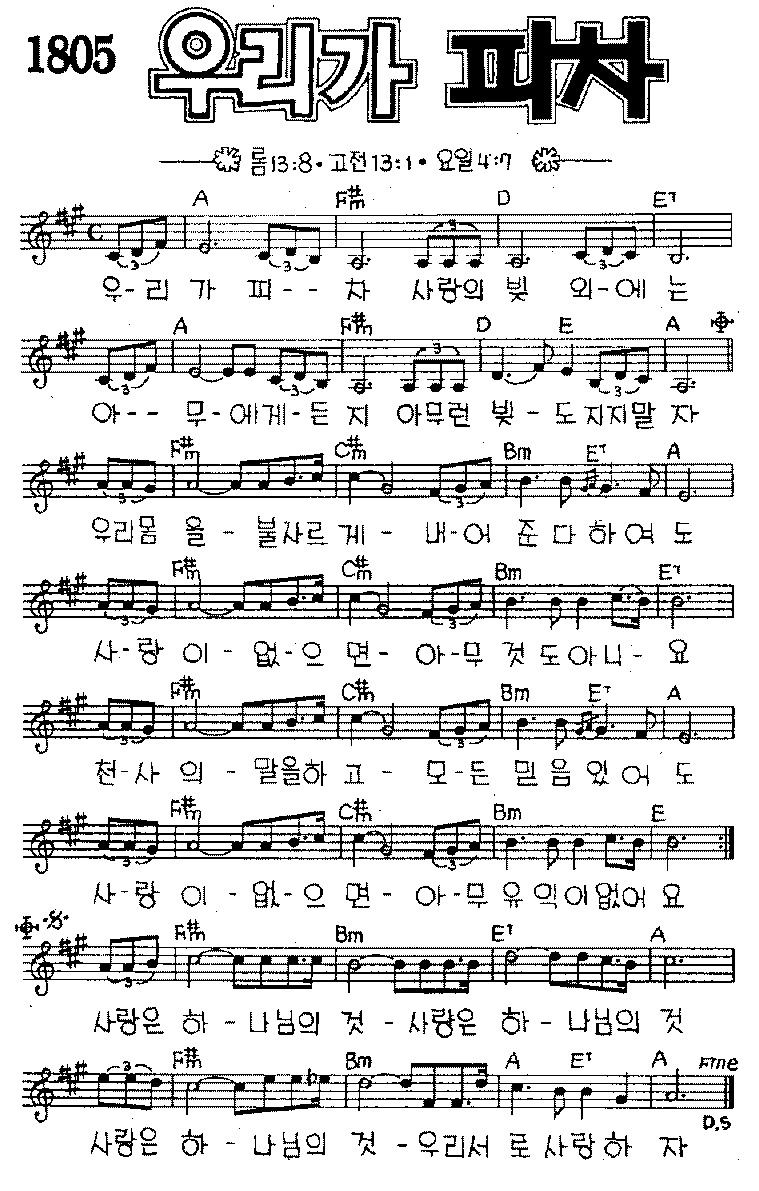 1805 우리가 피차
롬13:8·고전13:1·요일4:7
A F#m D E7
우-리 가 피-- 차 사랑의 빚 외-에 는
A F#m D E A
아-- 무-에게-든 지 아무런 빚-도지지말 자
F#m C#m Bm E7 A
우리몸 을- 불사르 게- 내-어 준 다 하 여 도
F#m C#m Bm E7
사-랑 이- 없-으 면- 아-무 것 도아니-요
F#m C#m Bm E7 A
천-사 의- 말을하 고- 모-든 믿 음 있 어 도
F#m C#m Bm E
사-랑 이- 없-으 면- 아-무 유 익이없어 요
F#m Bm E7 A
사랑은 하-나님의 것-사랑은 하-나님의 것
F#m Bm A E7 A Fine
D.S
사랑은 하-나님의 것-우리서 로 사랑하 자